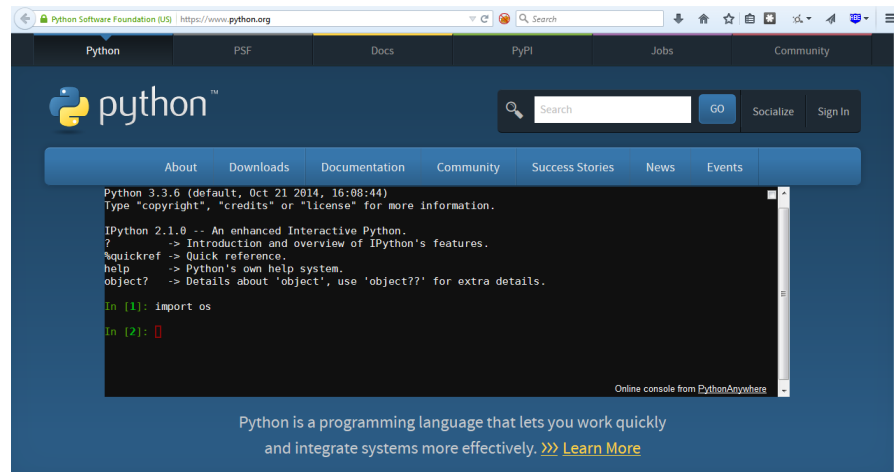 Python Software Foundation (US) https://www.python.org Search ABP
Python PSF Docs PyPI Jobs Community
python™ Search GO Socialize Sign In
About Downloads Documentation Community Success Stories News Events
Python 3.3.6 (default, Oct 21 2014, 16:08:44)
Type "copyright", "credits" or "license" for more information.
IPython 2.1.0 -- An enhanced Interactive Python.
? -> Introduction and overview of IPython's features.
%quickref -> Quick reference.
help -> Python's own help system.
object? -> Details about 'object', use 'object??' for extra details.
In [1]: import os
In [2]:
Online console from PythonAnywhere
Python is a programming language that lets you work quickly
and integrate systems more effectively. >>> Learn More